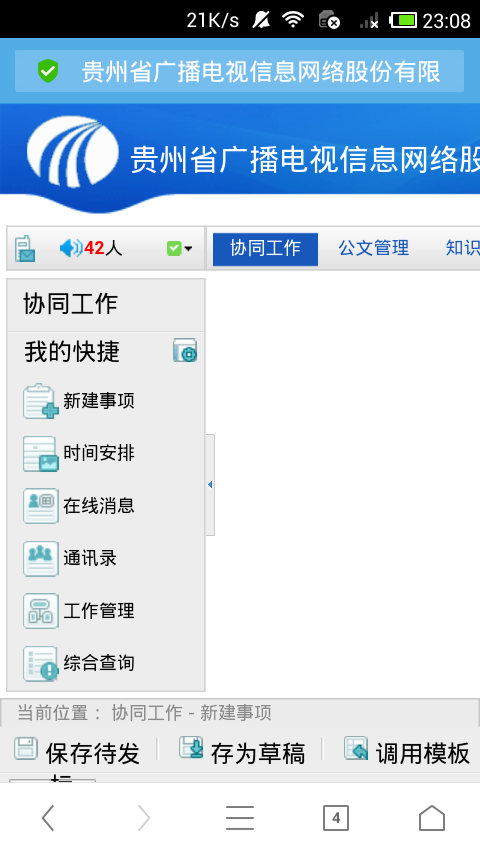 21K/s 23:08
贵州省广播电视信息网络股份有限
贵州省广播电视信息网络股
42人 协同工作 公文管理 知识
协同工作
我的快捷
新建事项
时间安排
在线消息
通讯录
工作管理
综合查询
当前位置： 协同工作 - 新建事项
保存待发 存为草稿 调用模板
4